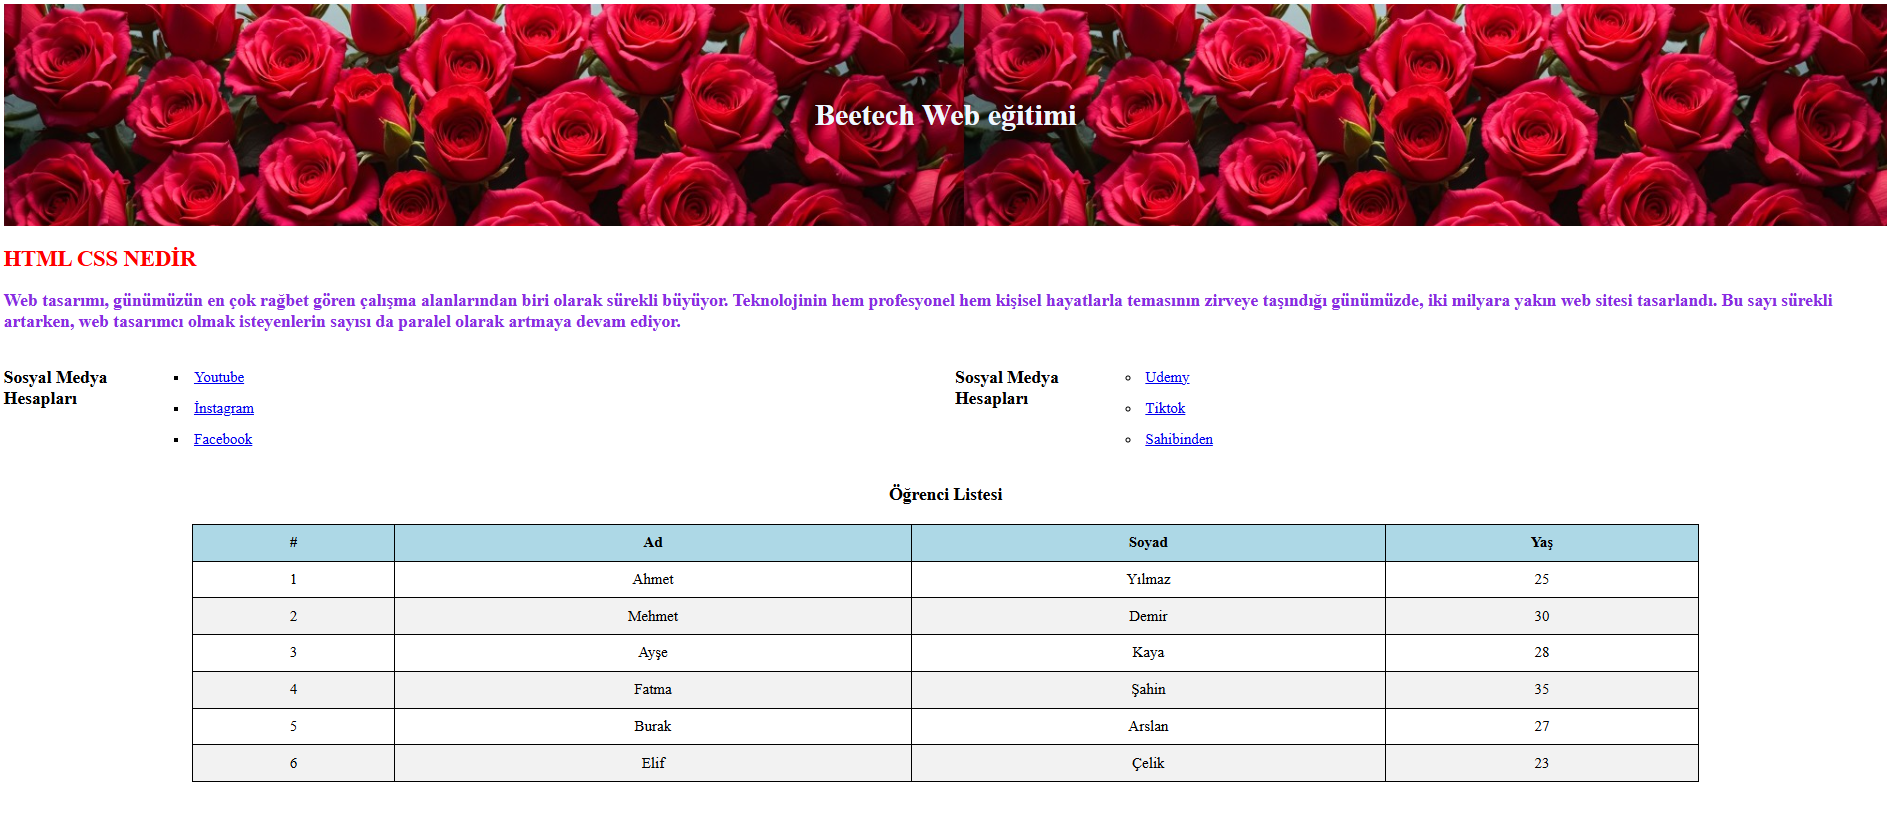 Beetech Web eğitimi
HTML CSS NEDİR
Web tasarımı, günümüzün en çok rağbet gören çalışma alanlarından biri olarak sürekli büyüyor. Teknolojinin hem profesyonel hem kişisel hayatlarla temasının zirveye taşındığı günümüzde, iki milyara yakın web sitesi tasarlandı. Bu sayı sürekli
artarken, web tasarımcı olmak isteyenlerin sayısı da paralel olarak artmaya devam ediyor.
Sosyal Medya
Hesapları
Youtube
İnstagram
Facebook
Sosyal Medya
Hesapları
Udemy
Tiktok
Sahibinden
Öğrenci Listesi
# Ad Soyad Yaş
1 Ahmet Yılmaz 25
2 Mehmet Demir 30
3 Ayşe Kaya 28
4 Fatma Şahin 35
5 Burak Arslan 27
6 Elif Çelik 23